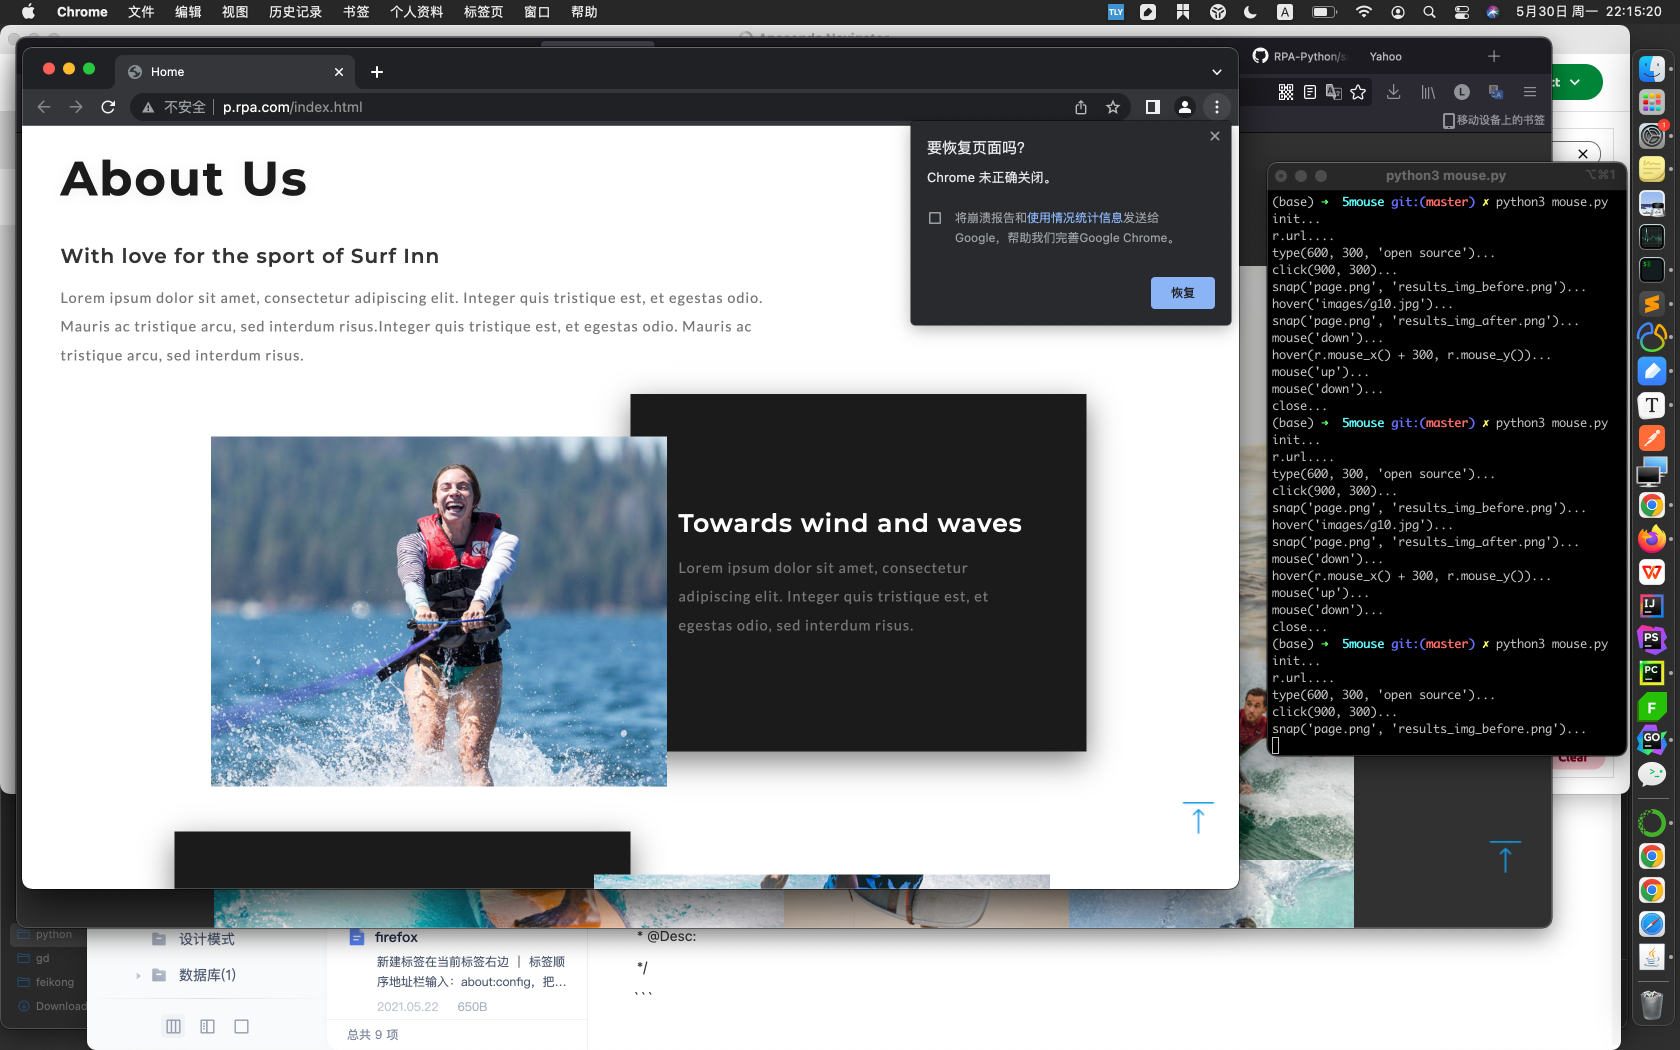 Chrome 文件 编辑 视图 历史记录 书签 个人资料 标签页 窗口 帮助
TLY A 5月30日 周一 22:15:20
Home
RPA-Python/s
Yahoo
不安全 p.rpa.com/index.html
L
移动设备上的书签
About Us
With love for the sport of Surf Inn
Lorem ipsum dolor sit amet, consectetur adipiscing elit. Integer quis tristique est, et egestas odio.
Mauris ac tristique arcu, sed interdum risus.Integer quis tristique est, et egestas odio. Mauris ac
tristique arcu, sed interdum risus.
要恢复页面吗?
Chrome 未正确关闭。
将崩溃报告和使用情况统计信息发送给
Google，帮助我们完善Google Chrome。
恢复
Towards wind and waves
Lorem ipsum dolor sit amet, consectetur
adipiscing elit. Integer quis tristique est, et
egestas odio, sed interdum risus.
python3 mouse.py
⌥⌘1
(base) ➜ 5mouse git:(master) ✗ python3 mouse.py
init...
r.url....
type(600, 300, 'open source')...
click(900, 300)...
snap('page.png', 'results_img_before.png')...
hover('images/g10.jpg')...
snap('page.png', 'results_img_after.png')...
mouse('down')...
hover(r.mouse_x() + 300, r.mouse_y())...
mouse('up')...
mouse('down')...
close...
(base) ➜ 5mouse git:(master) ✗ python3 mouse.py
init...
r.url....
type(600, 300, 'open source')...
click(900, 300)...
snap('page.png', 'results_img_before.png')...
hover('images/g10.jpg')...
snap('page.png', 'results_img_after.png')...
mouse('down')...
hover(r.mouse_x() + 300, r.mouse_y())...
mouse('up')...
mouse('down')...
close...
(base) ➜ 5mouse git:(master) ✗ python3 mouse.py
init...
r.url....
type(600, 300, 'open source')...
click(900, 300)...
snap('page.png', 'results_img_before.png')...
Clear
python
gd
feikong
Download
设计模式
数据库(1)
firefox
新建标签在当前标签右边 | 标签顺
序地址栏输入：about:config，把...
2021.05.22 650B
总共 9 项
* @Desc:
*/
```
1
T
W
IJ
PS
PC
F
GO